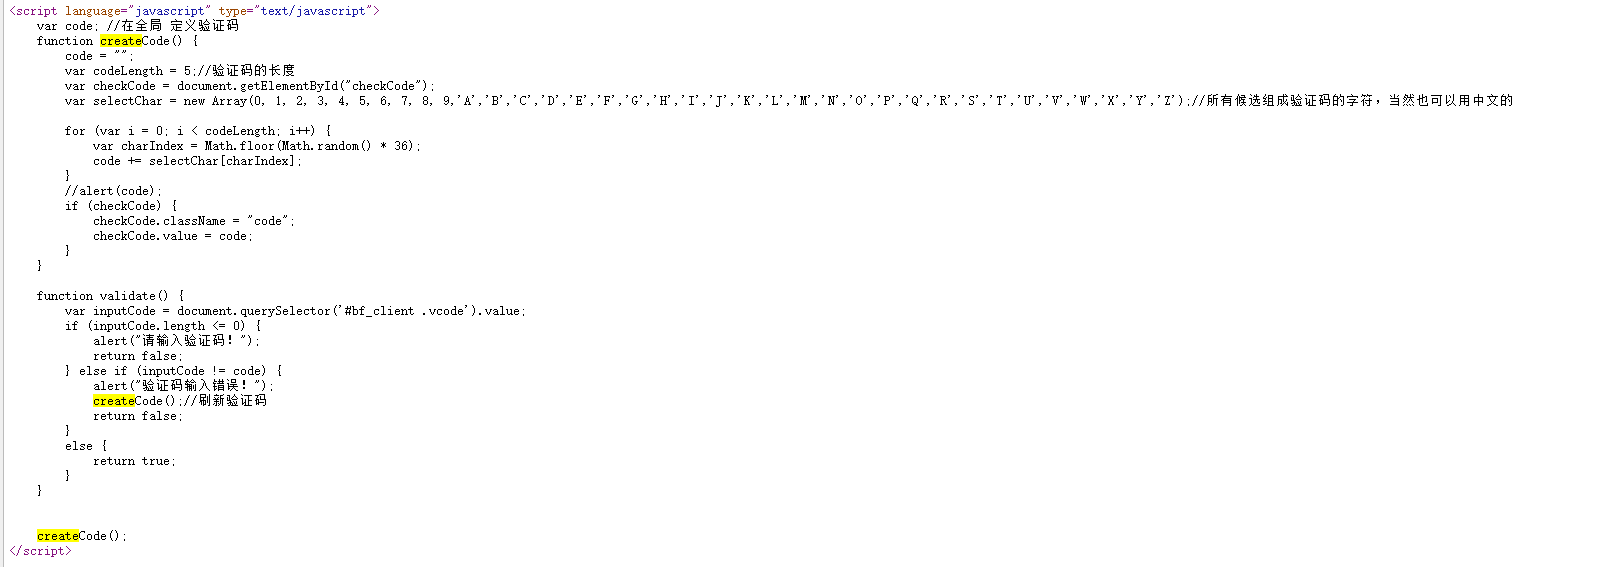 <script language="javascript" type="text/javascript">
    var code; //在全局 定义验证码
    function createCode() {
        code = "";
        var codeLength = 5;//验证码的长度
        var checkCode = document.getElementById("checkCode");
        var selectChar = new Array(0, 1, 2, 3, 4, 5, 6, 7, 8, 9,'A','B','C','D','E','F','G','H','I','J','K','L','M','N','O','P','Q','R','S','T','U','V','W','X','Y','Z');//所有候选组成验证码的字符，当然也可以用中文的
        for (var i = 0; i < codeLength; i++) {
            var charIndex = Math.floor(Math.random() * 36);
            code += selectChar[charIndex];
        }
        //alert(code);
        if (checkCode) {
            checkCode.className = "code";
            checkCode.value = code;
        }
    }
    function validate() {
        var inputCode = document.querySelector('#bf_client .vcode').value;
        if (inputCode.length <= 0) {
            alert("请输入验证码！");
            return false;
        } else if (inputCode != code) {
            alert("验证码输入错误！");
            createCode();//刷新验证码
            return false;
        }
        else {
            return true;
        }
    }
    createCode();
</script>